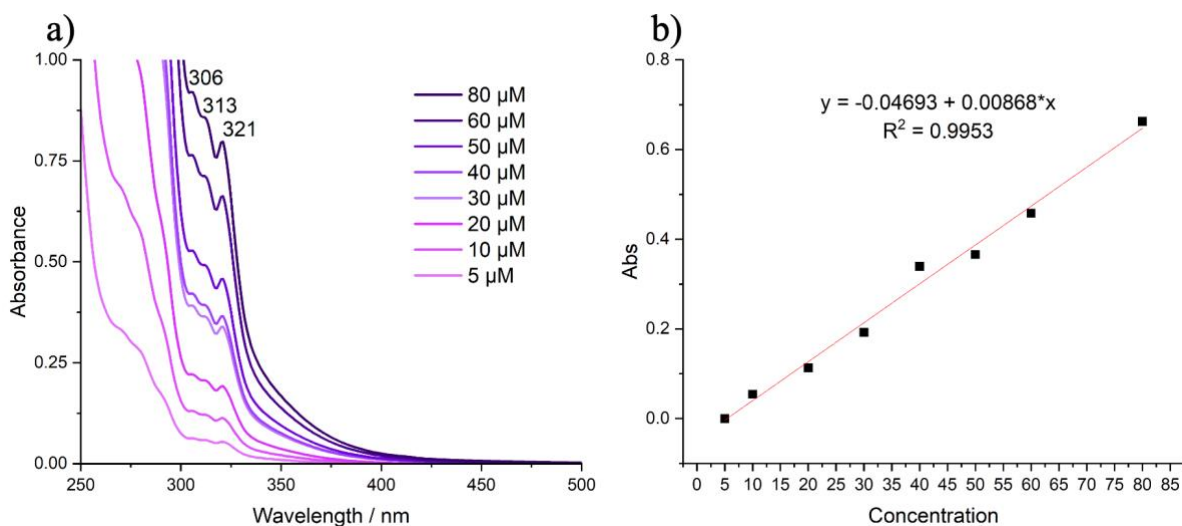 a)
1.00
0.75
0.50
0.25
0.00
Absorbance
306
313
321
80 µM
60 µM
50 µM
40 µM
30 µM
20 µM
10 µM
5 µM
250 300 350 400 450 500
Wavelength / nm
b)
0.8
0.6
0.4
0.2
0.0
Abs
y = -0.04693 + 0.00868*x
R² = 0.9953
0 5 10 15 20 25 30 35 40 45 50 55 60 65 70 75 80 85
Concentration